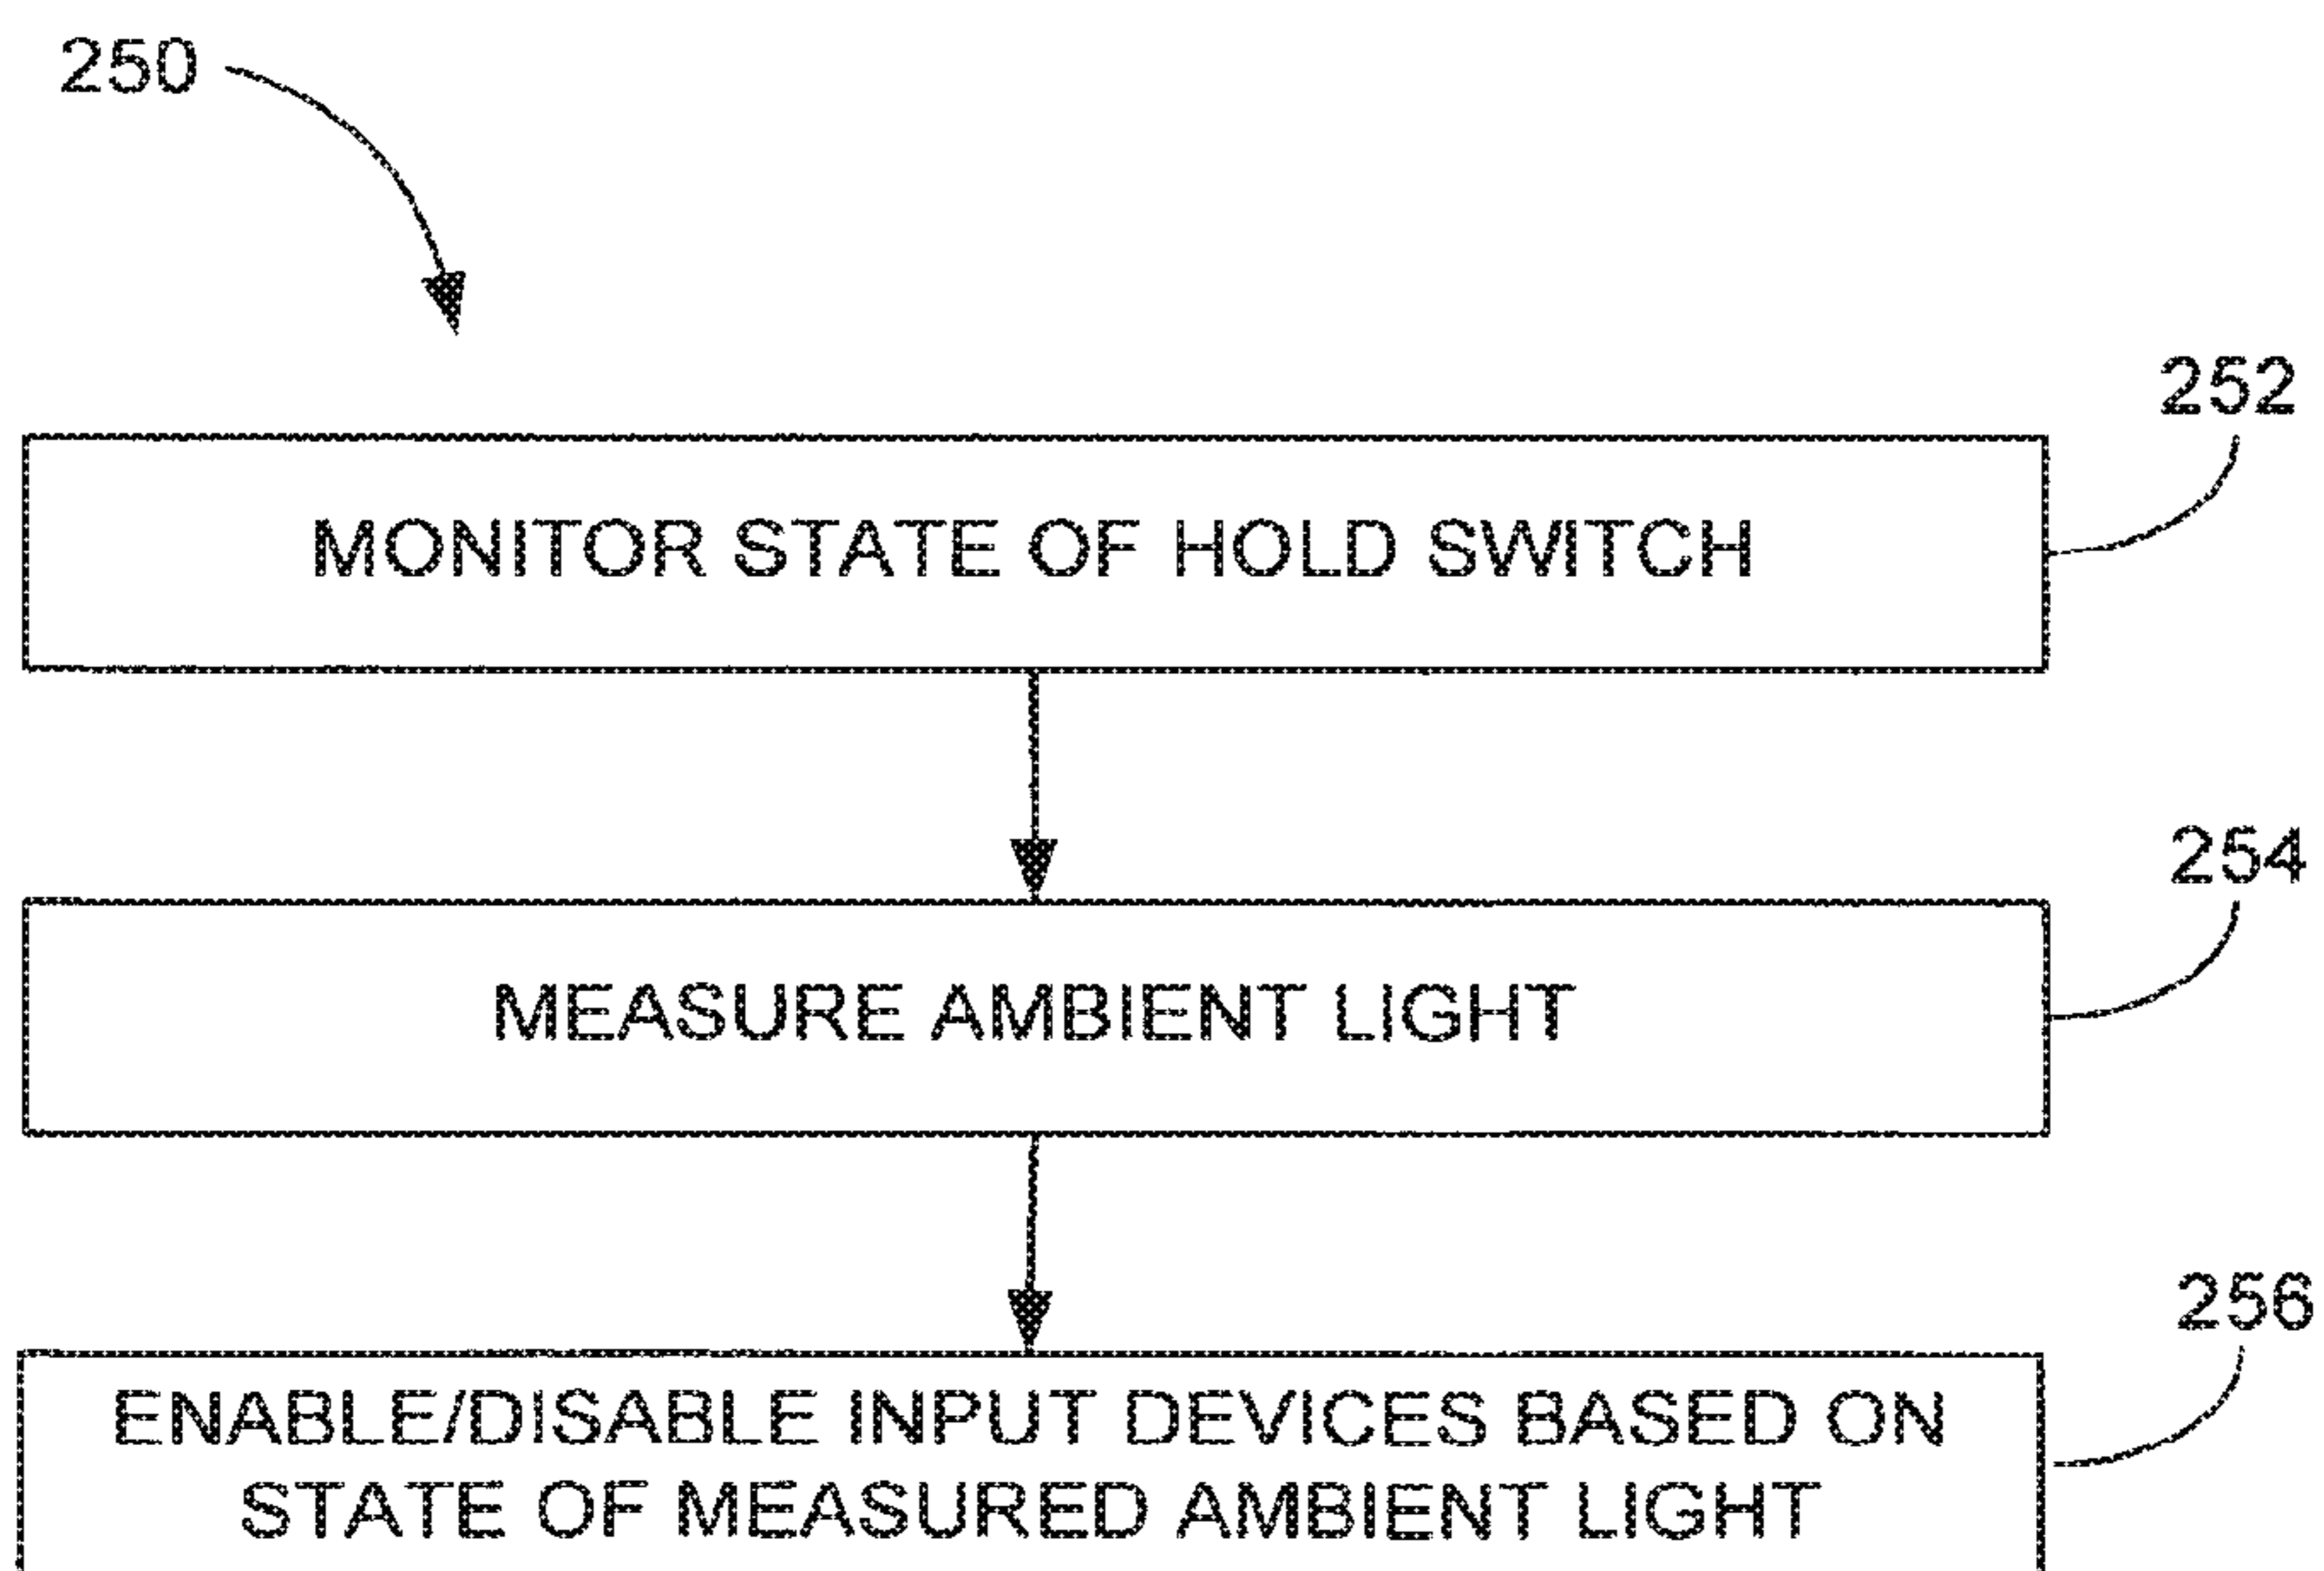 250
252
MONITOR STATE OF HOLD SWITCH
254
MEASURE AMBIENT LIGHT
256
ENABLE/DISABLE INPUT DEVICES BASED ON
STATE OF MEASURED AMBIENT LIGHT